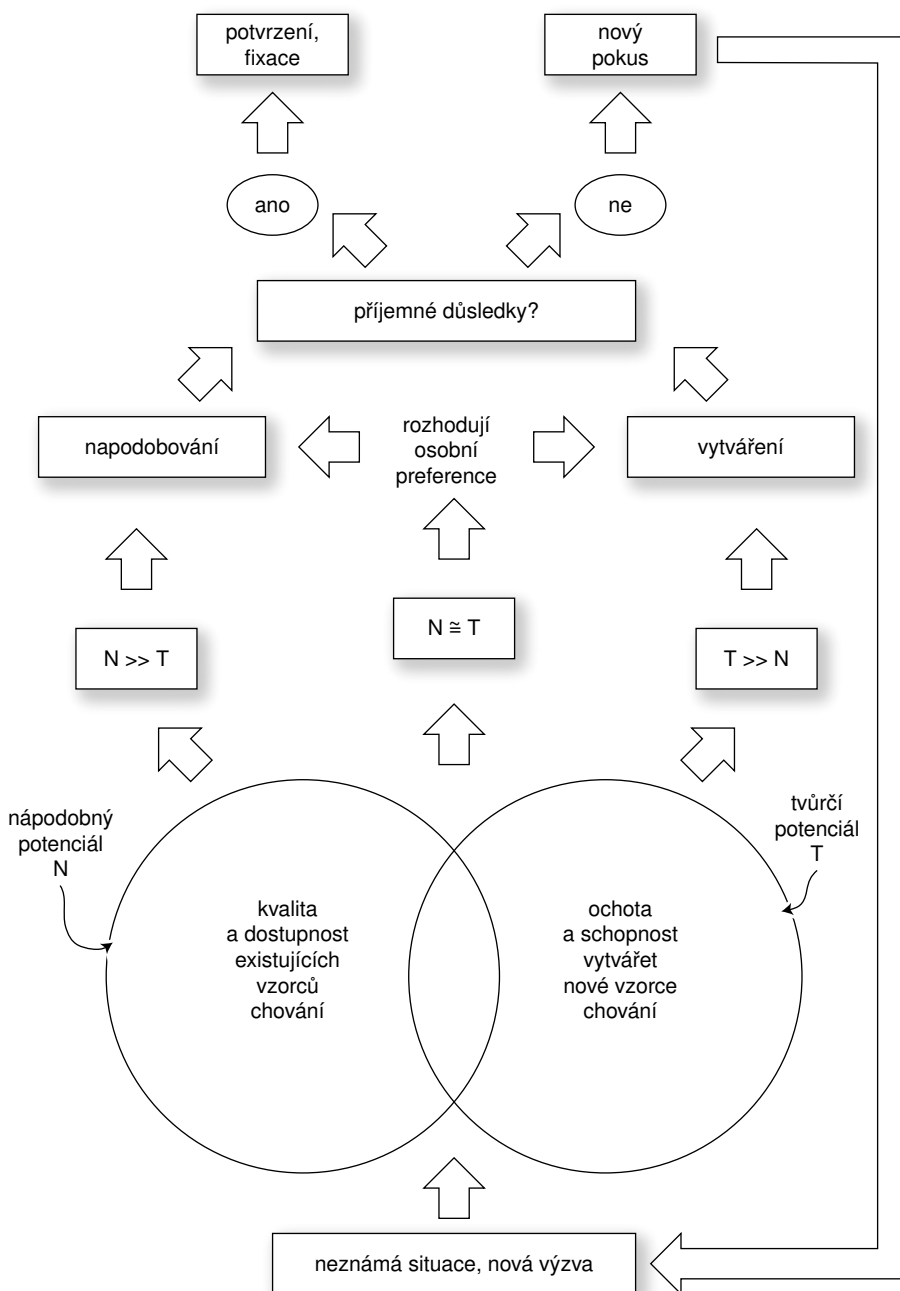 potvrzení,
fixace
nový
pokus
ano
ne
příjemné důsledky?
napodobování
rozhodují
osobní
preference
vytváření
N >> T
N ≅ T
T >> N
nápodobný
potenciál
N
tvůrčí
potenciál
T
kvalita
a dostupnost
existujících
vzorců
chování
ochota
a schopnost
vytvářet
nové vzorce
chování
neznámá situace, nová výzva